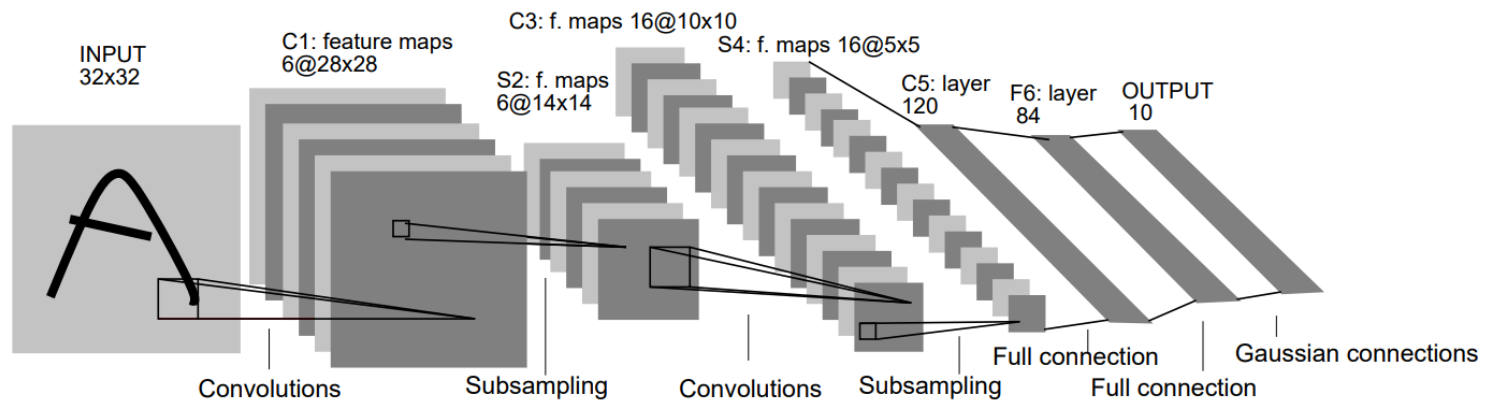 INPUT
32x32
C1: feature maps
6@28x28
S2: f. maps
6@14x14
C3: f. maps 16@10x10
S4: f. maps 16@5x5
C5: layer
120
F6: layer
84
OUTPUT
10
Convolutions
Subsampling
Convolutions
Subsampling
Full connection
Full connection
Gaussian connections